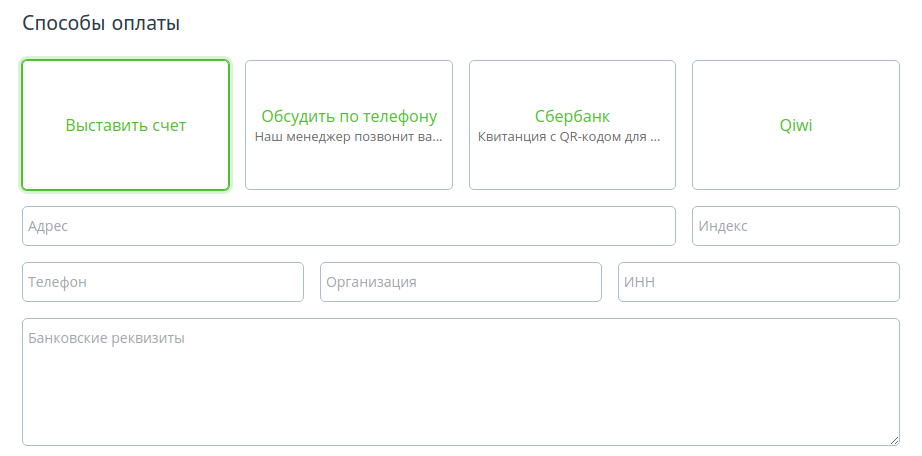 Способы оплаты
Выставить счет
Обсудить по телефону
Наш менеджер позвонит ва...
Сбербанк
Квитанция с QR-кодом для ...
Qiwi
Адрес
Индекс
Телефон
Организация
ИНН
Банковские реквизиты